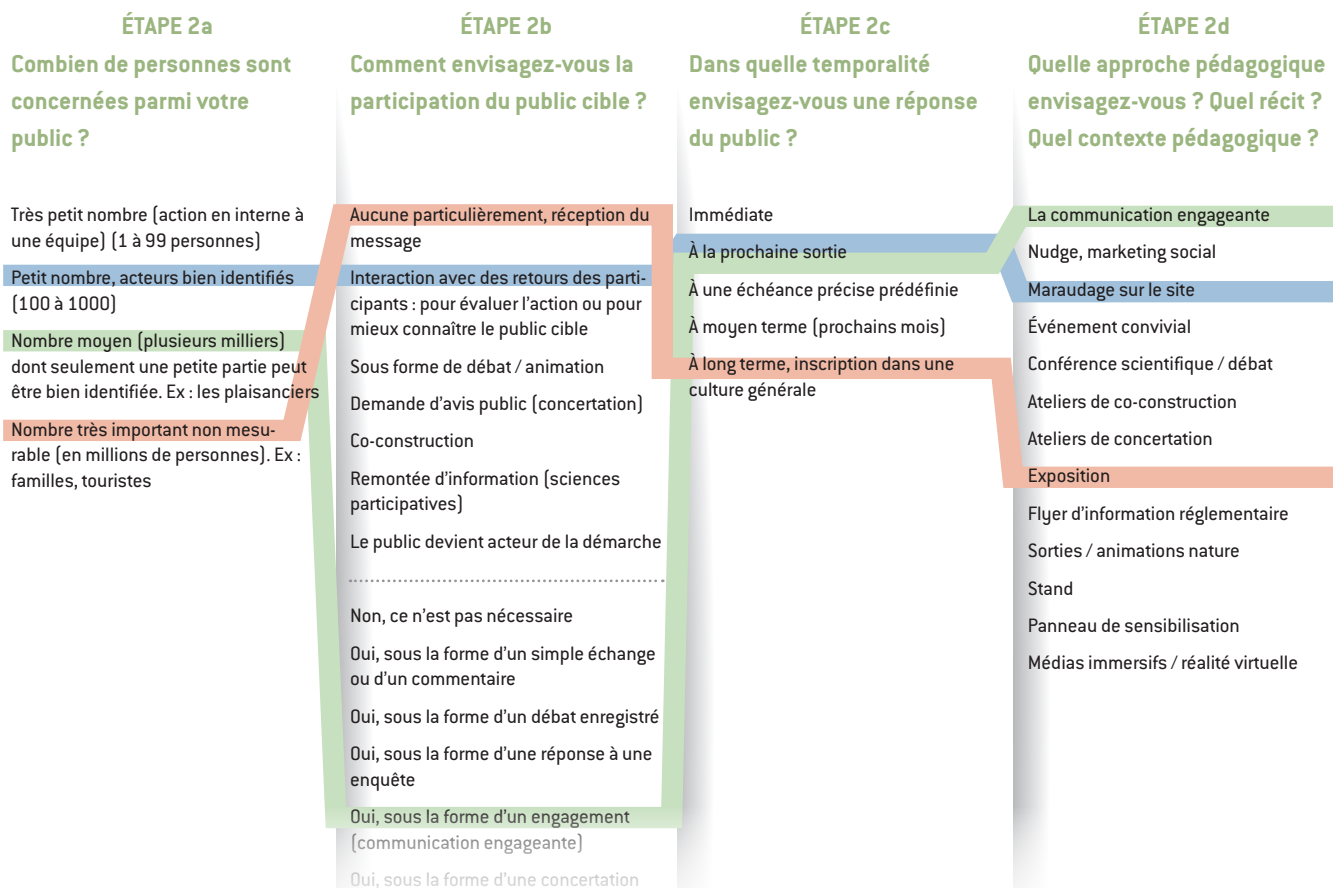 ÉTAPE 2a
Combien de personnes sont
concernées parmi votre
public ?
Très petit nombre (action en interne à
une équipe) (1 à 99 personnes)
Petit nombre, acteurs bien identifiés
(100 à 1000)
Nombre moyen (plusieurs milliers)
dont seulement une petite partie peut
être bien identifiée. Ex : les plaisanciers
Nombre très important non mesu-
rable (en millions de personnes). Ex :
familles, touristes
ÉTAPE 2b
Comment envisagez-vous la
participation du public cible ?
Aucune particulièrement, réception du
message
Interaction avec des retours des parti-
cipants : pour évaluer l'action ou pour
mieux connaître le public cible
Sous forme de débat / animation
Demande d'avis public (concertation)
Co-construction
Remontée d'information (sciences
participatives)
Le public devient acteur de la démarche
Non, ce n'est pas nécessaire
Oui, sous la forme d'un simple échange
ou d'un commentaire
Oui, sous la forme d'un débat enregistré
Oui, sous la forme d'une réponse à une
enquête
Oui, sous la forme d'un engagement
(communication engageante)
Oui, sous la forme d'une concertation
ÉTAPE 2c
Dans quelle temporalité
envisagez-vous une réponse
du public ?
Immédiate
À la prochaine sortie
À une échéance précise prédéfinie
À moyen terme (prochains mois)
À long terme, inscription dans une
culture générale
ÉTAPE 2d
Quelle approche pédagogique
envisagez-vous ? Quel récit ?
Quel contexte pédagogique ?
La communication engageante
Nudge, marketing social
Maraudage sur le site
Événement convivial
Conférence scientifique / débat
Ateliers de co-construction
Ateliers de concertation
Exposition
Flyer d'information réglementaire
Sorties / animations nature
Stand
Panneau de sensibilisation
Médias immersifs / réalité virtuelle